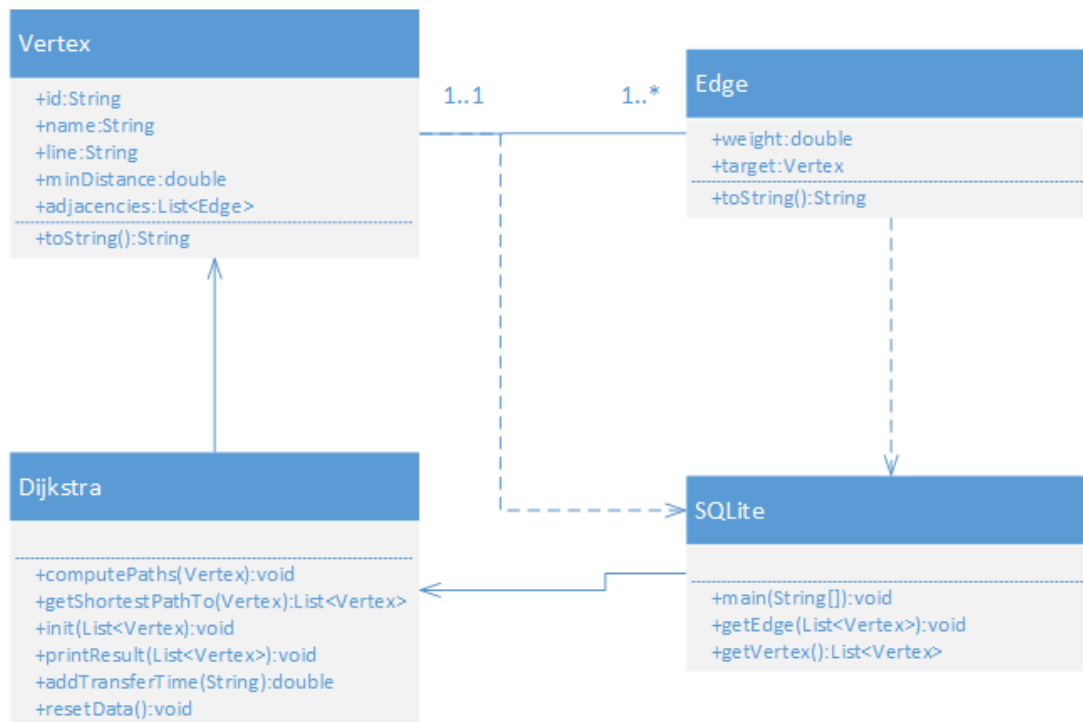 Vertex
+id:String
+name:String
+line:String
+minDistance:double
+adjacencies:List<Edge>
+toString():String
1..1
1..*
Edge
+weight:double
+target:Vertex
+toString():String
Dijkstra
+computePaths(Vertex):void
+getShortestPathTo(Vertex):List<Vertex>
+init(List<Vertex):void
+printResult(List<Vertex>):void
+addTransferTime(String):double
+resetData():void
SQLite
+main(String[]):void
+getEdge(List<Vertex>):void
+getVertex():List<Vertex>